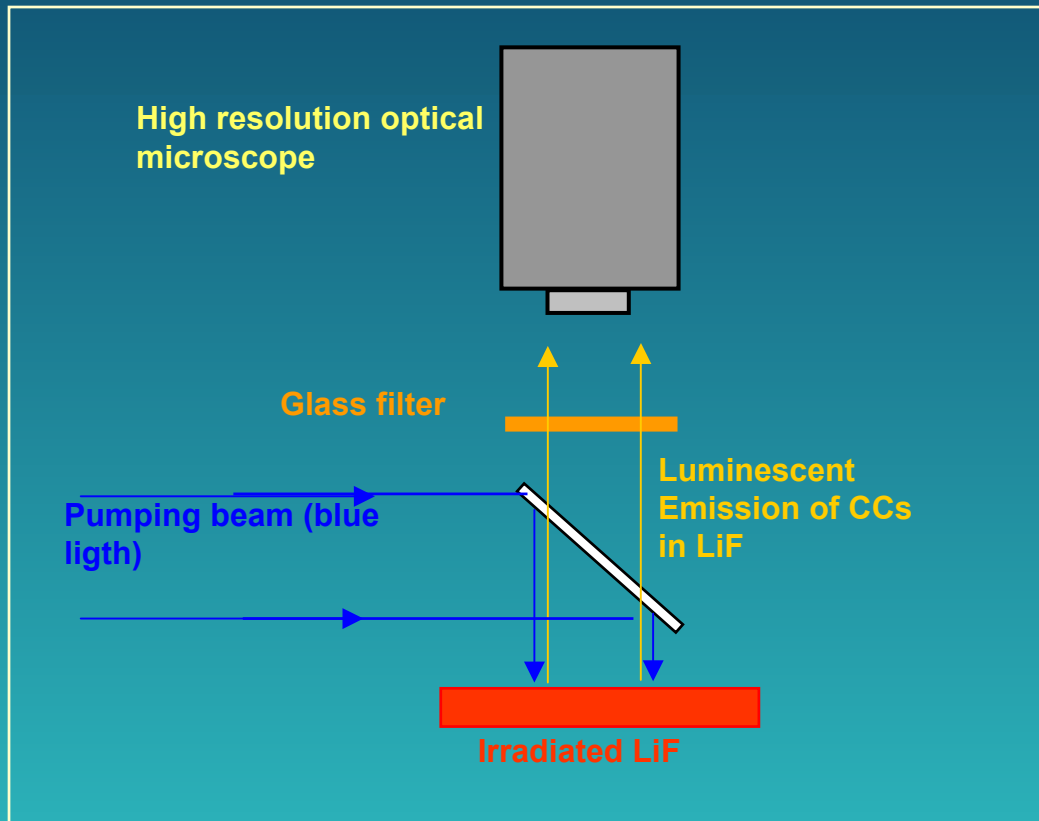 High resolution optical
microscope
Glass filter
Luminescent
Emission of CCs
in LiF
Pumping beam (blue
ligth)
Irradiated LiF